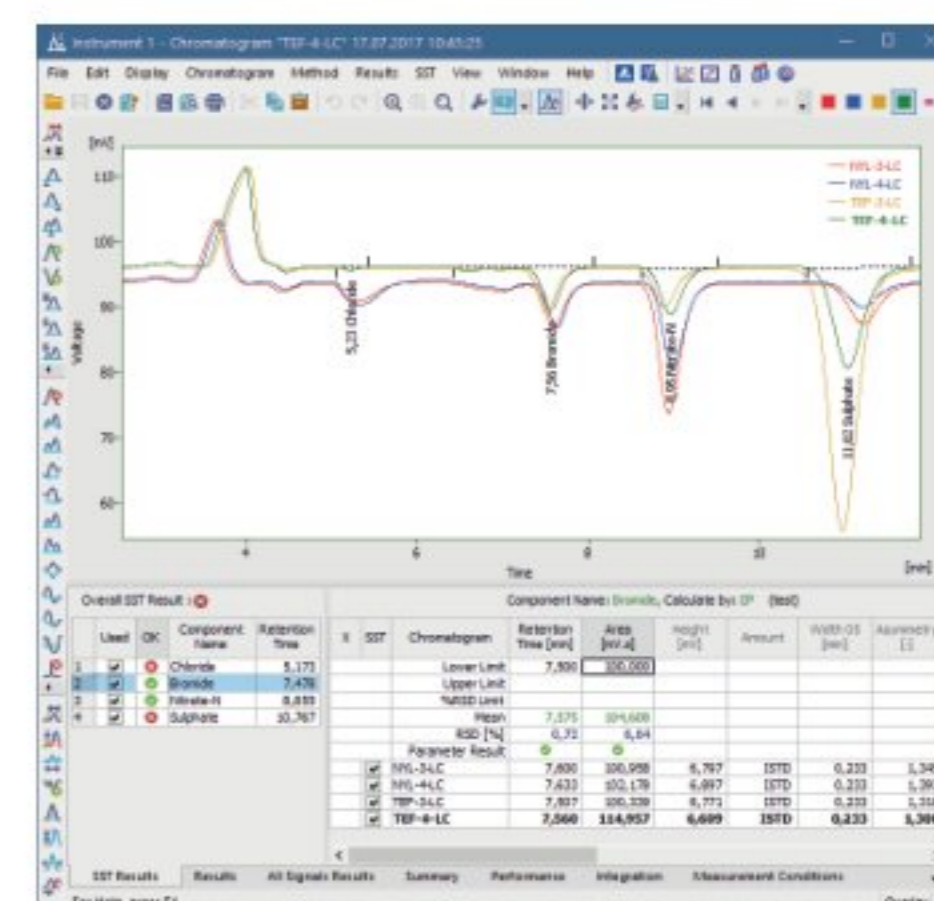 Instrument 1 - Chromatogram "TEF-4-LC" 17.07.2017 10:45:25
File Edit Display Chromatogram Method Results SST View Window Help
[mV]
110
100
90
80
70
60
Voltage
NYL-3-LC
NYL-4-LC
TEF-3-LC
TEF-4-LC
5,23 Chloride
7,56 Bromide
8,95 Nitrate-N
11,02 Sulphate
4 6 8 10
Time [min]
Overall SST Result :
Used OK Component Name Retention Time
1 Chloride 5,173
2 Bromide 7,478
3 Nitrate-N
4 Sulphate 10,767
Component Name: Bromide, Calculate by: (test)
X SST Chromatogram Retention Time [min] Area [mV.s] Height [mV] Amount Width 05 [min] Asymmetry [-]
Lower Limit 7,500 100,000
Upper Limit
%RSD Limit
Mean 7,575 104,608
RSD [%] 0,72
Parameter Result
NYL-3-LC 7,600 100,958 6,797 ISTD 0,233
NYL-4-LC 7,633 102,178 6,897 ISTD 0,233
TEF-3-LC 7,507 100,339 6,771 ISTD 0,233
TEF-4-LC 7,560 114,957 6,609 ISTD 0,233
SST Results Results All Signals Results Summary Performance Integration Measurement Conditions
For Help, press F1 Overlay